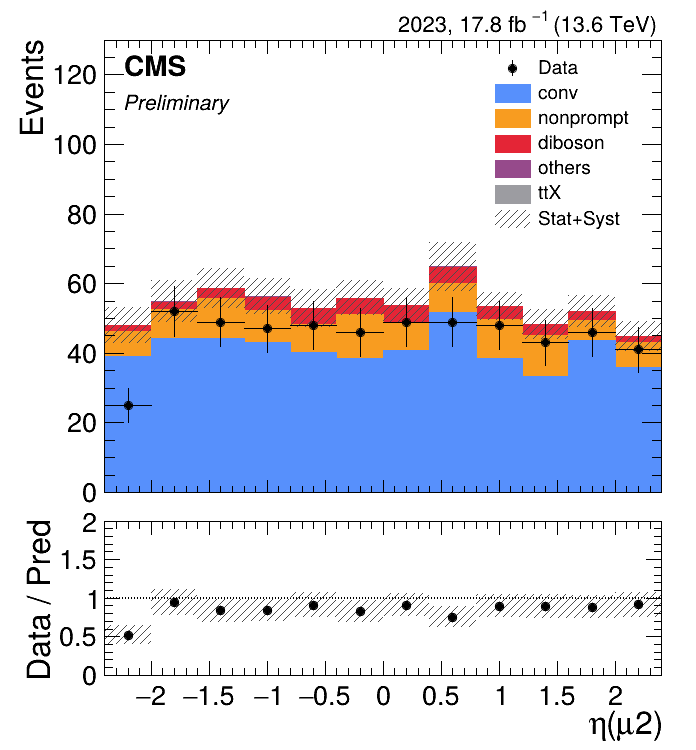 2023, 17.8 fb⁻¹ (13.6 TeV)
CMS
Preliminary
Data
conv
nonprompt
diboson
others
ttX
Stat+Syst
Events
120
100
80
60
40
20
0
Data / Pred
2
1.5
1
0.5
0
−2 −1.5 −1 −0.5 0 0.5 1 1.5 2
η(μ2)